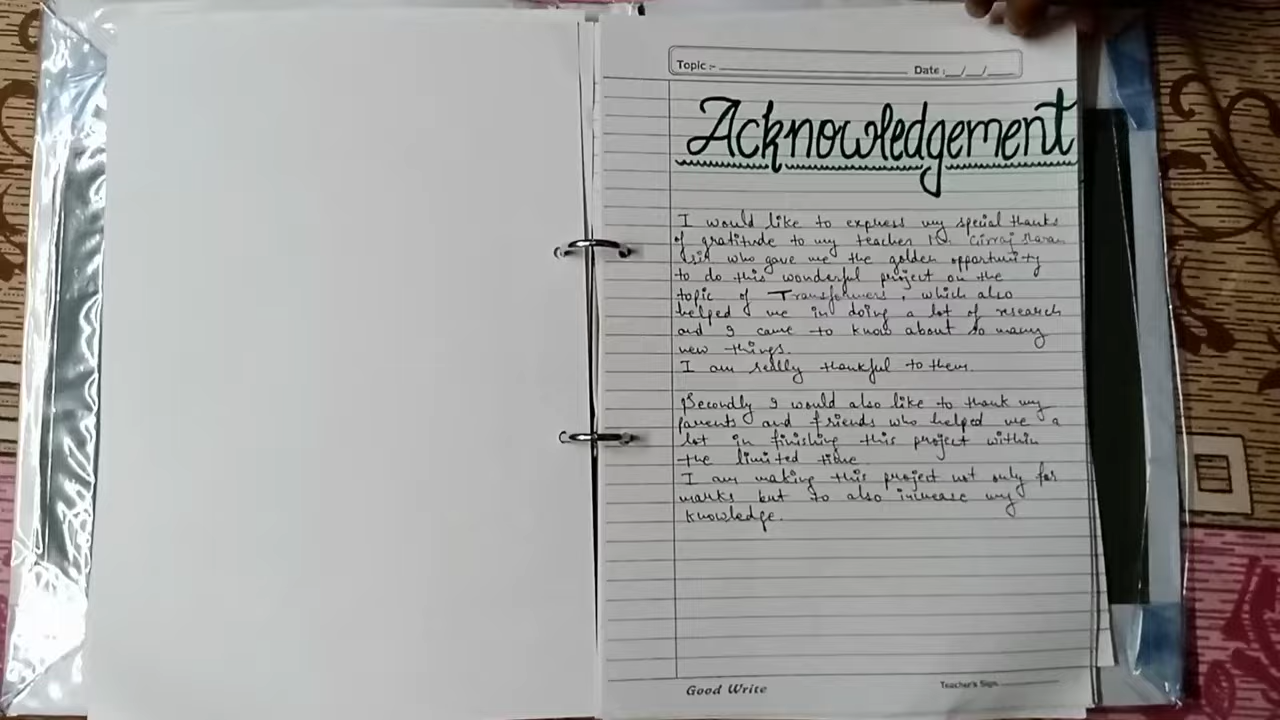 Topic :- Date : __/__/__
Acknowledgement
I would like to express my special thanks
of gratitude to my teacher
who gave me the golden opportunity
to do this wonderful project on the
topic of Transformers, which also
helped me in doing a lot of research
and I came to know about so many
new things.
I am really thankful to them.
Secondly I would also like to thank my
parents and friends who helped me a
lot in finishing this project within
the limited time.
I am making this project not only for
marks but to also increase my
knowledge.
Good Write Teacher's Sign.